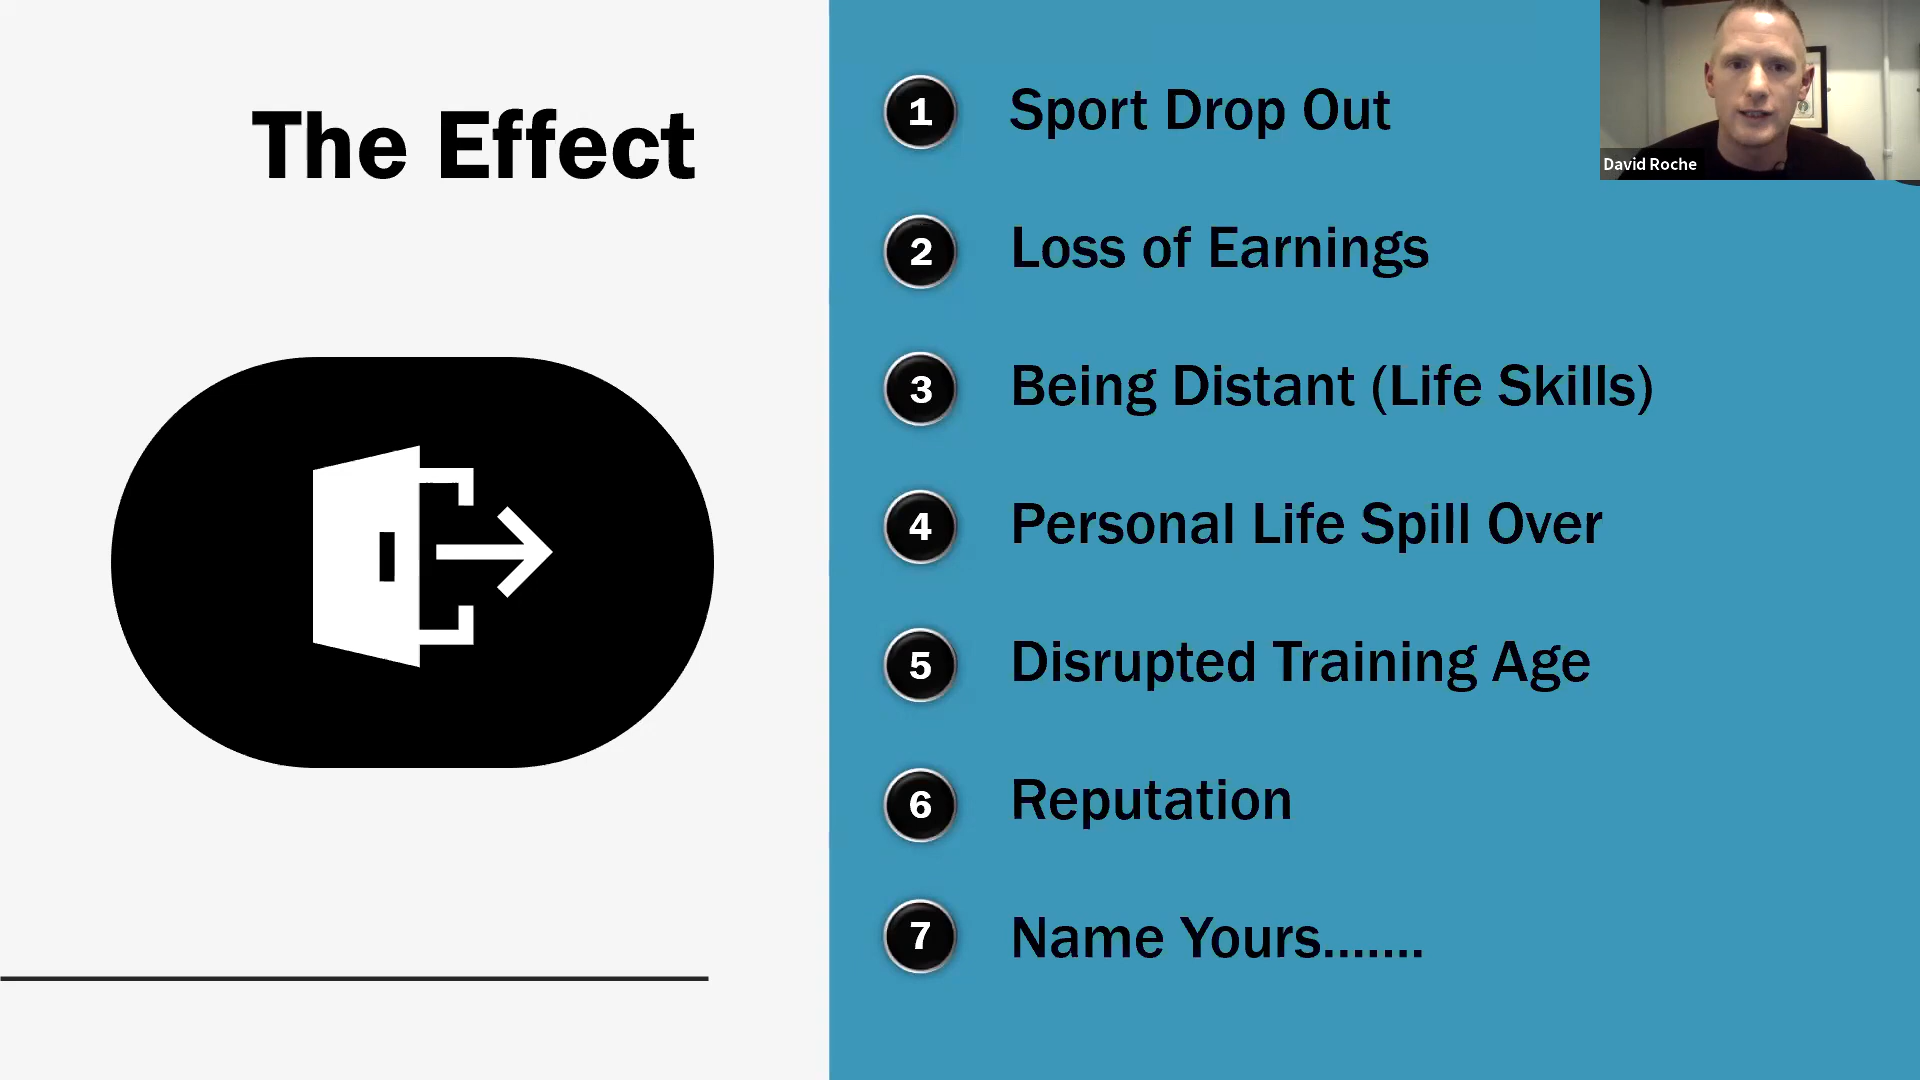 The Effect
1 Sport Drop Out
2 Loss of Earnings
3 Being Distant (Life Skills)
4 Personal Life Spill Over
5 Disrupted Training Age
6 Reputation
7 Name Yours.......
David Roche